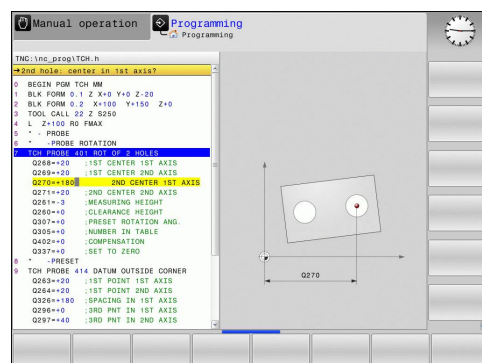 Manual operation
Programming
Programming
TNC:\nc_prog\TCH.h
→2nd hole: center in 1st axis?
0 BEGIN PGM TCH MM
1 BLK FORM 0.1 Z X+0 Y+0 Z-20
2 BLK FORM 0.2 X+100 Y+150 Z+0
3 TOOL CALL 22 Z S250
4 L Z+100 R0 FMAX
5 * - PROBE
6 * -PROBE ROTATION
7 TCH PROBE 401 ROT OF 2 HOLES
Q268=+20 ;1ST CENTER 1ST AXIS
Q269=+20 ;1ST CENTER 2ND AXIS
Q270=+180 2ND CENTER 1ST AXIS
Q271=+20 ;2ND CENTER 2ND AXIS
Q261=-3 ;MEASURING HEIGHT
Q260=+0 ;CLEARANCE HEIGHT
Q307=+0 ;PRESET ROTATION ANG.
Q305=+0 ;NUMBER IN TABLE
Q402=+0 ;COMPENSATION
Q337=+0 ;SET TO ZERO
8 * -PRESET
9 TCH PROBE 414 DATUM OUTSIDE CORNER
Q263=+20 ;1ST POINT 1ST AXIS
Q264=+20 ;1ST POINT 2ND AXIS
Q326=+180 ;SPACING IN 1ST AXIS
Q296=+0 ;3RD PNT IN 1ST AXIS
Q297=+40 ;3RD PNT IN 2ND AXIS
Q270